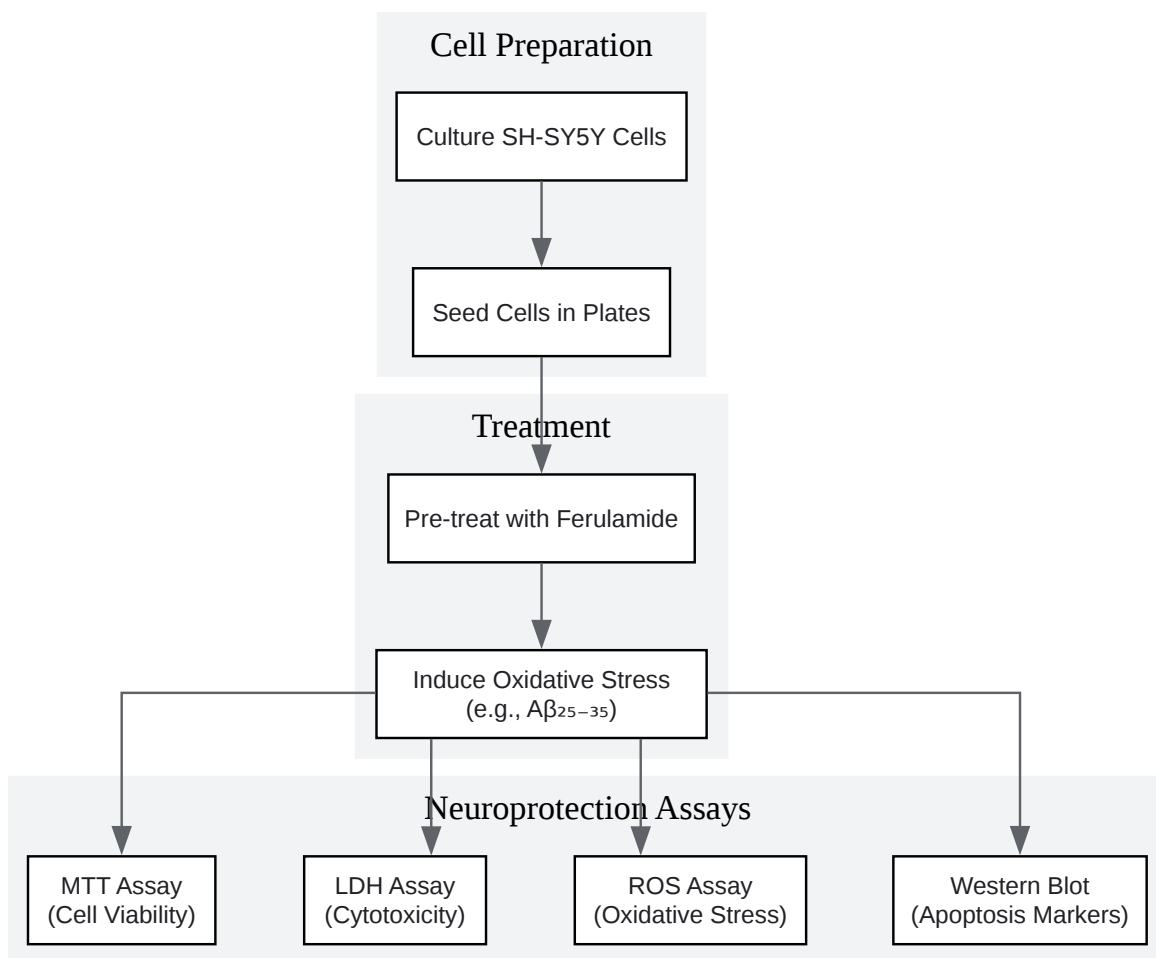 Cell Preparation
Culture SH-SY5Y Cells
Seed Cells in Plates
Treatment
Pre-treat with Ferulamide
Induce Oxidative Stress
(e.g., Aβ₂₅₋₃₅)
Neuroprotection Assays
MTT Assay
(Cell Viability)
LDH Assay
(Cytotoxicity)
ROS Assay
(Oxidative Stress)
Western Blot
(Apoptosis Markers)